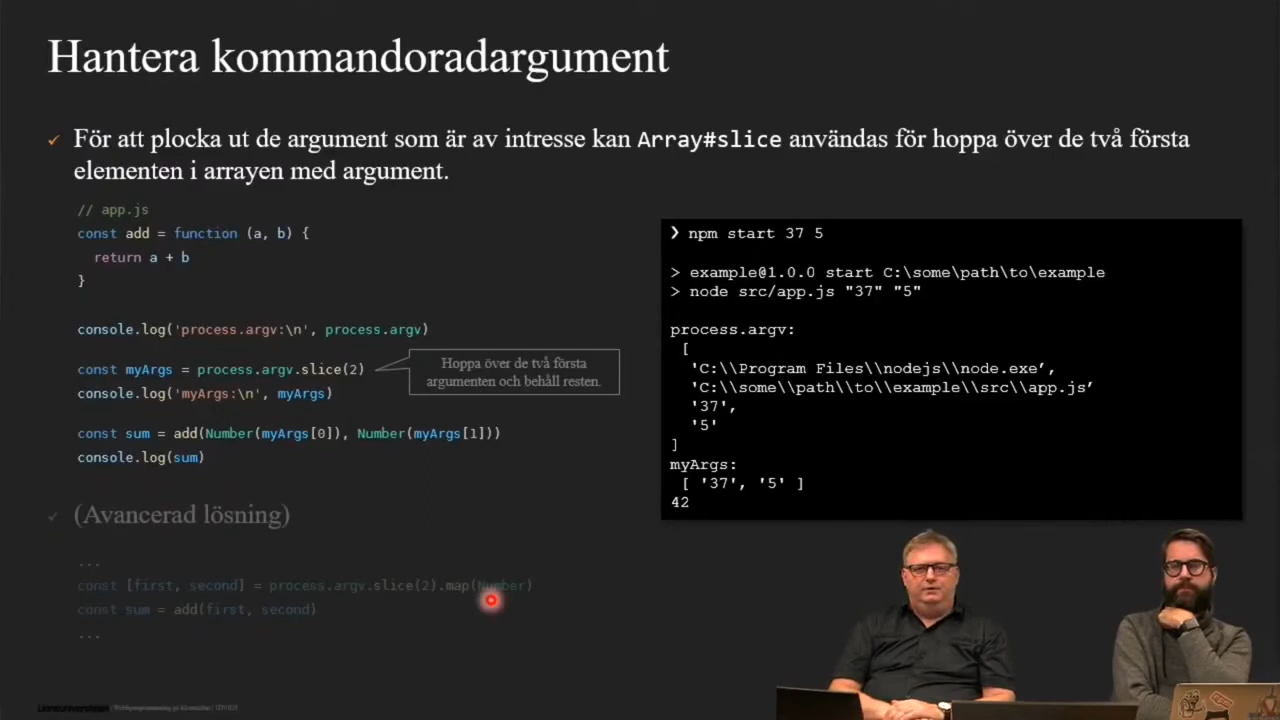 Hantera kommandoradargument
✓ För att plocka ut de argument som är av intresse kan Array#slice användas för hoppa över de två första
elementen i arrayen med argument.
// app.js
const add = function (a, b) {
return a + b
}
console.log('process.argv:\n', process.argv)
const myArgs = process.argv.slice(2)
console.log('myArgs:\n', myArgs)
Hoppa över de två första
argumenten och behåll resten.
const sum = add(Number(myArgs[0]), Number(myArgs[1]))
console.log(sum)
✓ (Avancerad lösning)
...
const [first, second] = process.argv.slice(2).map(Number)
const sum = add(first, second)
...
❯ npm start 37 5
> example@1.0.0 start C:\some\path\to\example
> node src/app.js "37" "5"
process.argv:
[
'C:\\Program Files\\nodejs\\node.exe’,
'C:\\some\\path\\to\\example\\src\\app.js’
'37',
'5'
]
myArgs:
[ '37', '5' ]
42
Linnéuniversitetet